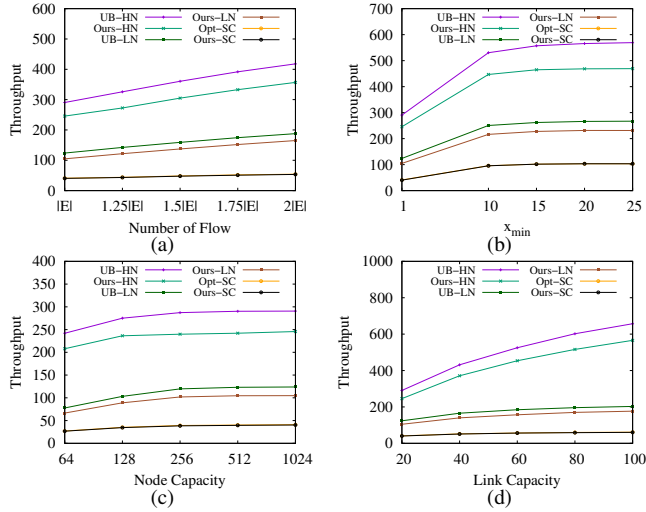 600
500
400
300
200
100
0
Throughput
UB-HN
Ours-HN
UB-LN
Ours-LN
Opt-SC
Ours-SC
|E| 1.25|E| 1.5|E| 1.75|E| 2|E|
Number of Flow
(a)
700
600
500
400
300
200
100
0
Throughput
UB-HN
Ours-HN
UB-LN
Ours-LN
Opt-SC
Ours-SC
1 10 15 20 25
x_min
(b)
400
350
300
250
200
150
100
50
0
Throughput
UB-HN
Ours-HN
UB-LN
Ours-LN
Opt-SC
Ours-SC
64 128 256 512 1024
Node Capacity
(c)
1000
800
600
400
200
0
Throughput
UB-HN
Ours-HN
UB-LN
Ours-LN
Opt-SC
Ours-SC
20 40 60 80 100
Link Capacity
(d)